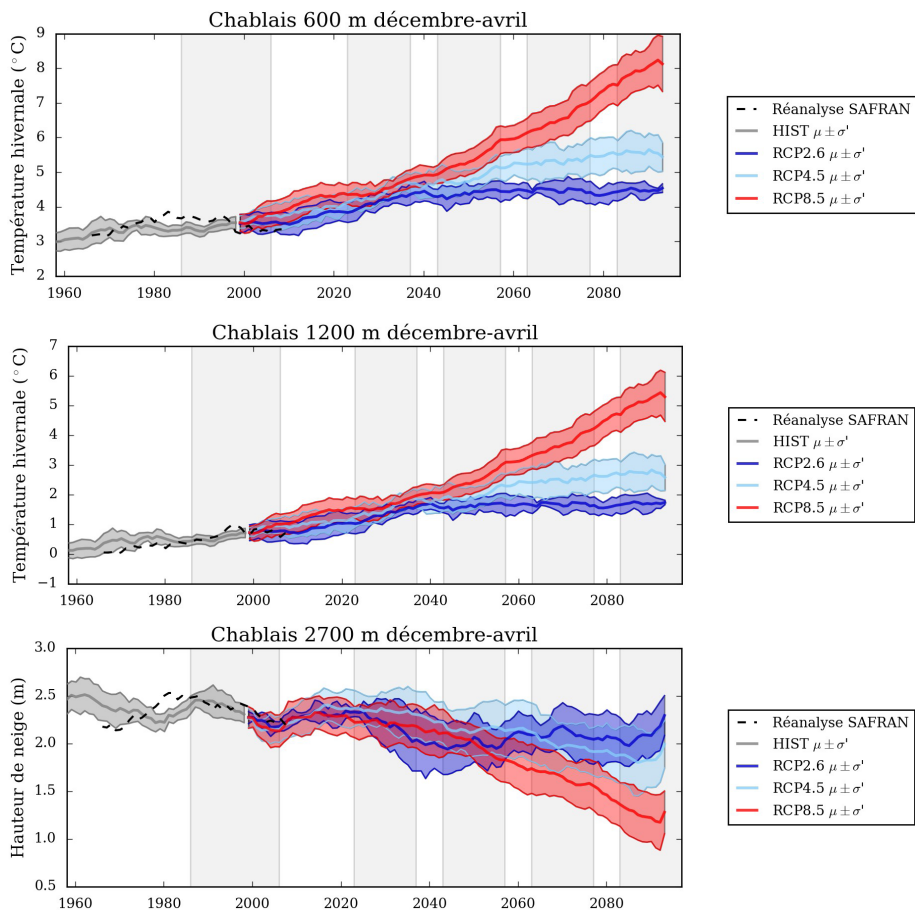 Chablais 600 m décembre-avril
Température hivernale (°C)
9
8
7
6
5
4
3
2
1960 1980 2000 2020 2040 2060 2080
Réanalyse SAFRAN
HIST μ ± σ'
RCP2.6 μ ± σ'
RCP4.5 μ ± σ'
RCP8.5 μ ± σ'
Chablais 1200 m décembre-avril
Température hivernale (°C)
7
6
5
4
3
2
1
0
−1
1960 1980 2000 2020 2040 2060 2080
Réanalyse SAFRAN
HIST μ ± σ'
RCP2.6 μ ± σ'
RCP4.5 μ ± σ'
RCP8.5 μ ± σ'
Chablais 2700 m décembre-avril
Hauteur de neige (m)
3.0
2.5
2.0
1.5
1.0
0.5
1960 1980 2000 2020 2040 2060 2080
Réanalyse SAFRAN
HIST μ ± σ'
RCP2.6 μ ± σ'
RCP4.5 μ ± σ'
RCP8.5 μ ± σ'